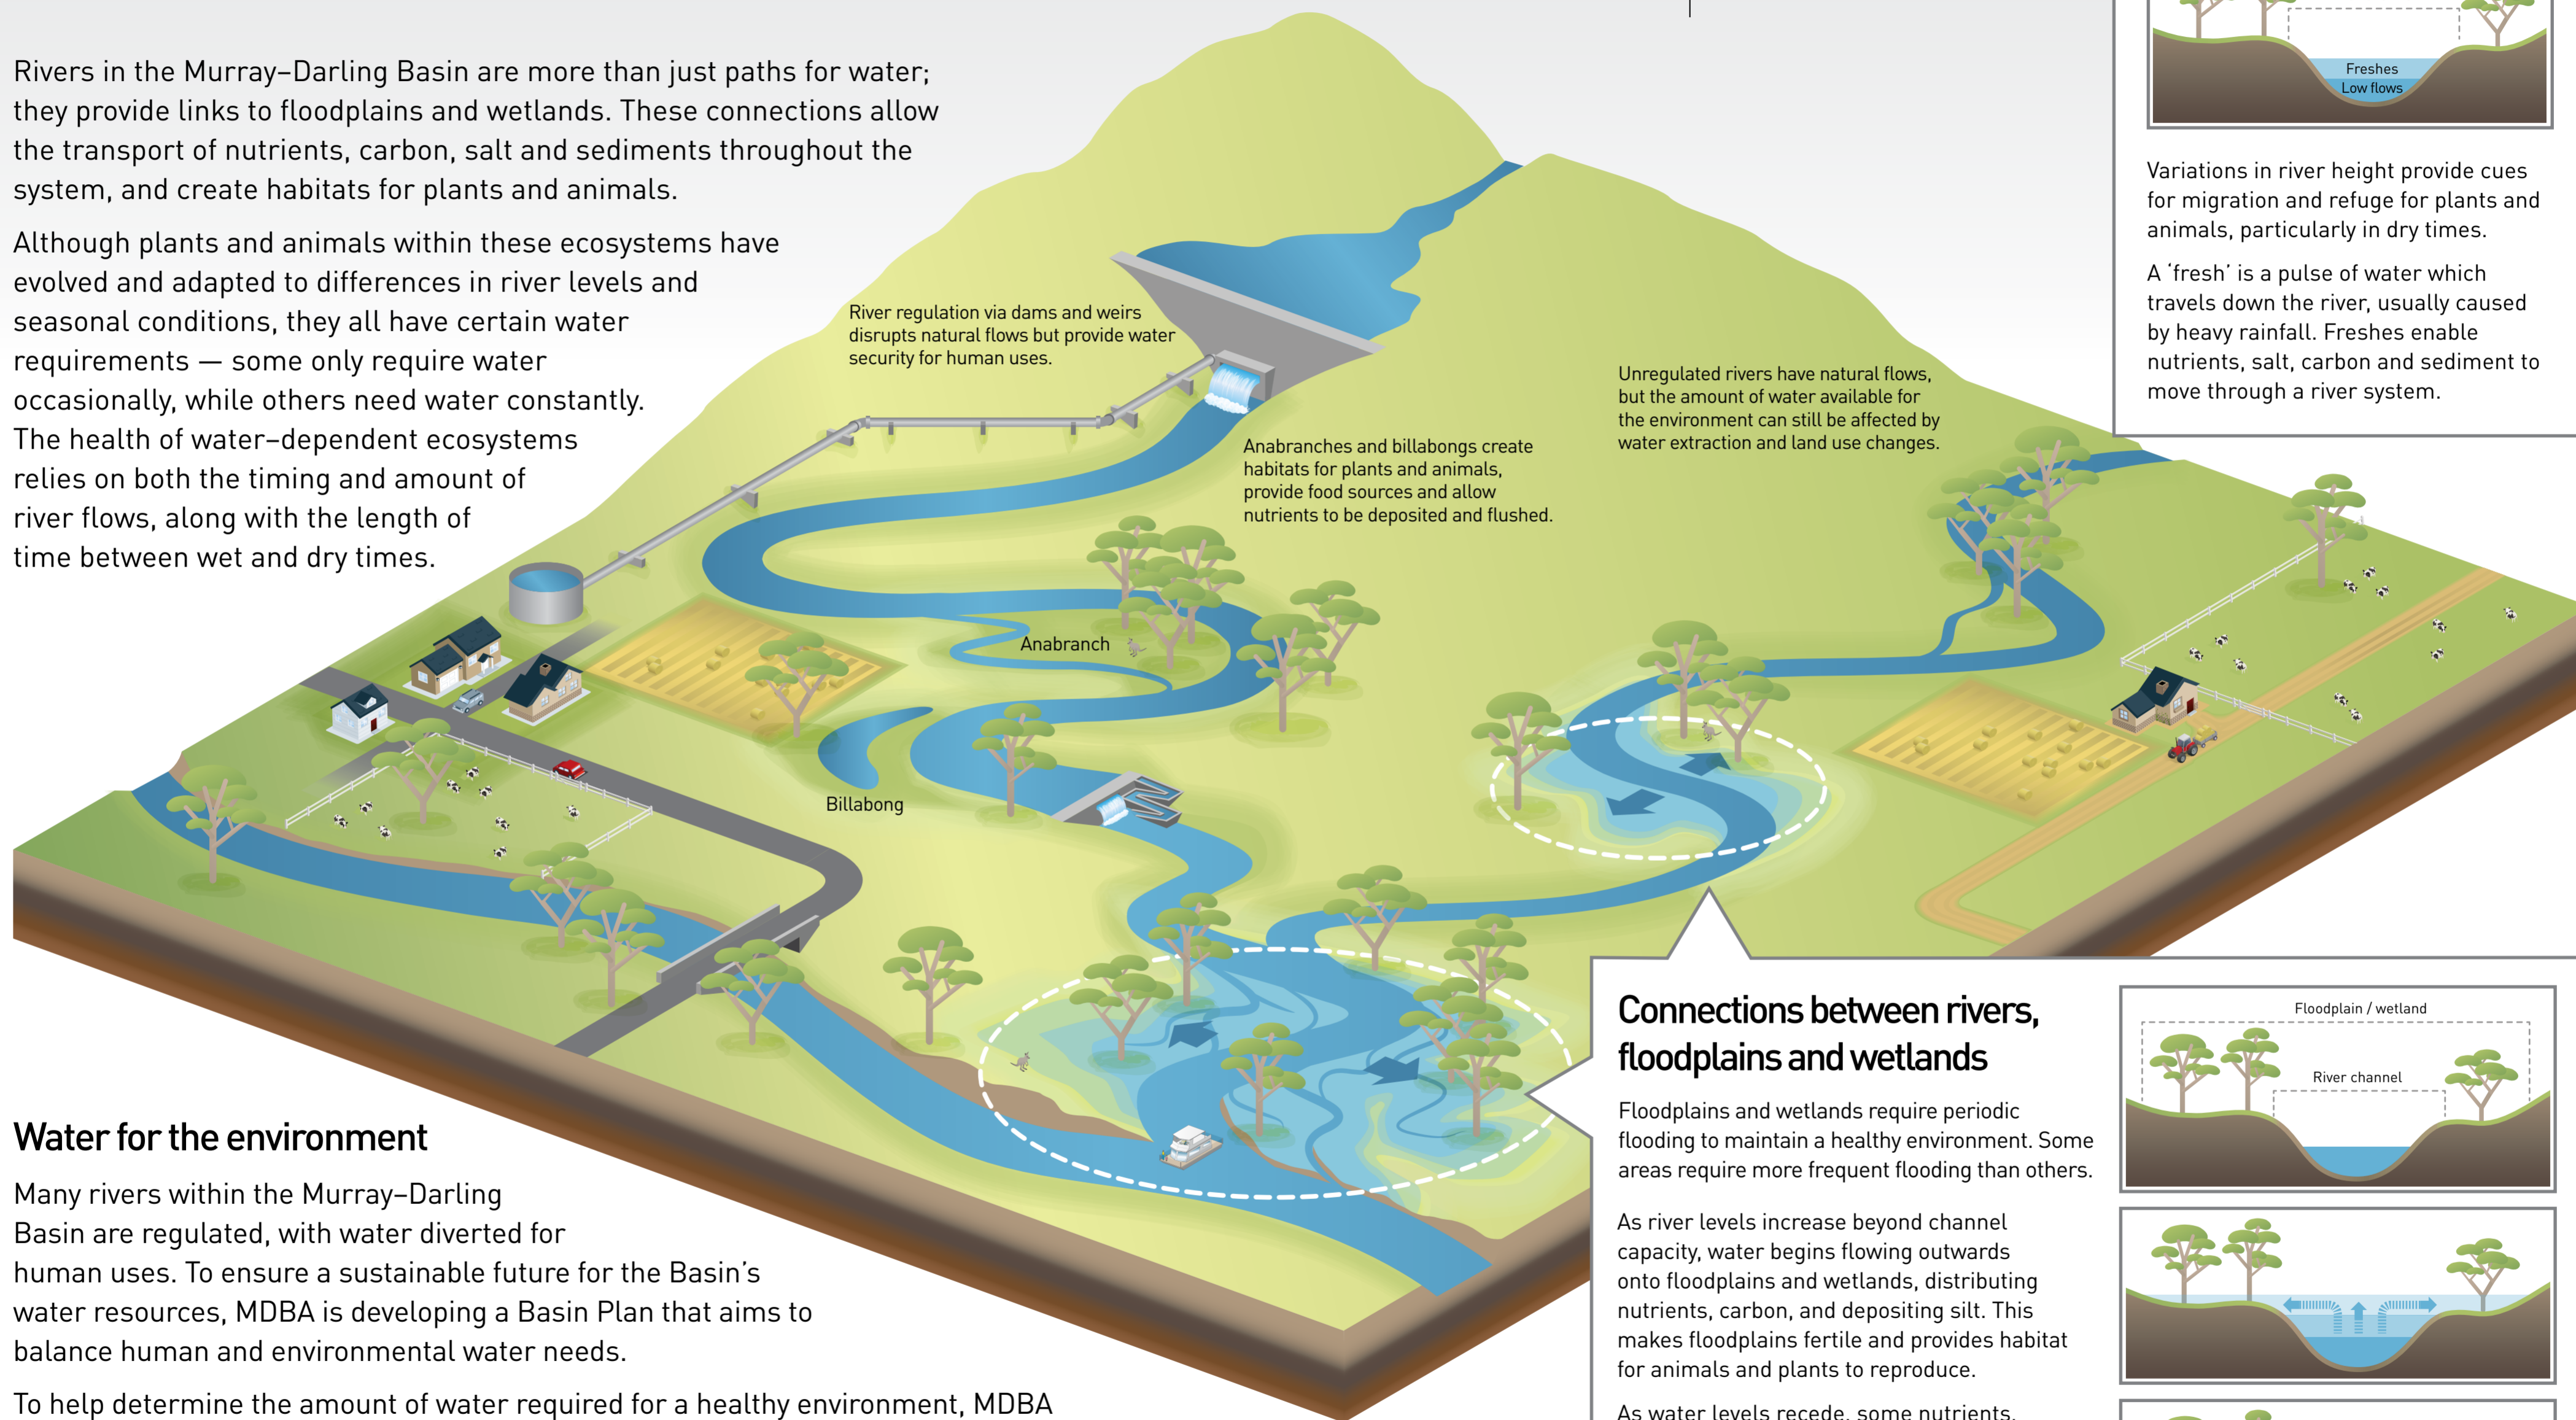 Rivers in the Murray–Darling Basin are more than just paths for water;
they provide links to floodplains and wetlands. These connections allow
the transport of nutrients, carbon, salt and sediments throughout the
system, and create habitats for plants and animals.
Although plants and animals within these ecosystems have
evolved and adapted to differences in river levels and
seasonal conditions, they all have certain water
requirements — some only require water
occasionally, while others need water constantly.
The health of water–dependent ecosystems
relies on both the timing and amount of
river flows, along with the length of
time between wet and dry times.
River regulation via dams and weirs
disrupts natural flows but provide water
security for human uses.
Anabranches and billabongs create
habitats for plants and animals,
provide food sources and allow
nutrients to be deposited and flushed.
Unregulated rivers have natural flows,
but the amount of water available for
the environment can still be affected by
water extraction and land use changes.
Freshes
Low flows
Variations in river height provide cues
for migration and refuge for plants and
animals, particularly in dry times.
A ‘fresh’ is a pulse of water which
travels down the river, usually caused
by heavy rainfall. Freshes enable
nutrients, salt, carbon and sediment to
move through a river system.
Anabranch
Billabong
Water for the environment
Many rivers within the Murray–Darling
Basin are regulated, with water diverted for
human uses. To ensure a sustainable future for the Basin’s
water resources, MDBA is developing a Basin Plan that aims to
balance human and environmental water needs.
To help determine the amount of water required for a healthy environment, MDBA
Connections between rivers,
floodplains and wetlands
Floodplains and wetlands require periodic
flooding to maintain a healthy environment. Some
areas require more frequent flooding than others.
As river levels increase beyond channel
capacity, water begins flowing outwards
onto floodplains and wetlands, distributing
nutrients, carbon, and depositing silt. This
makes floodplains fertile and provides habitat
for animals and plants to reproduce.
As water levels recede, some nutrients,
Floodplain / wetland
River channel